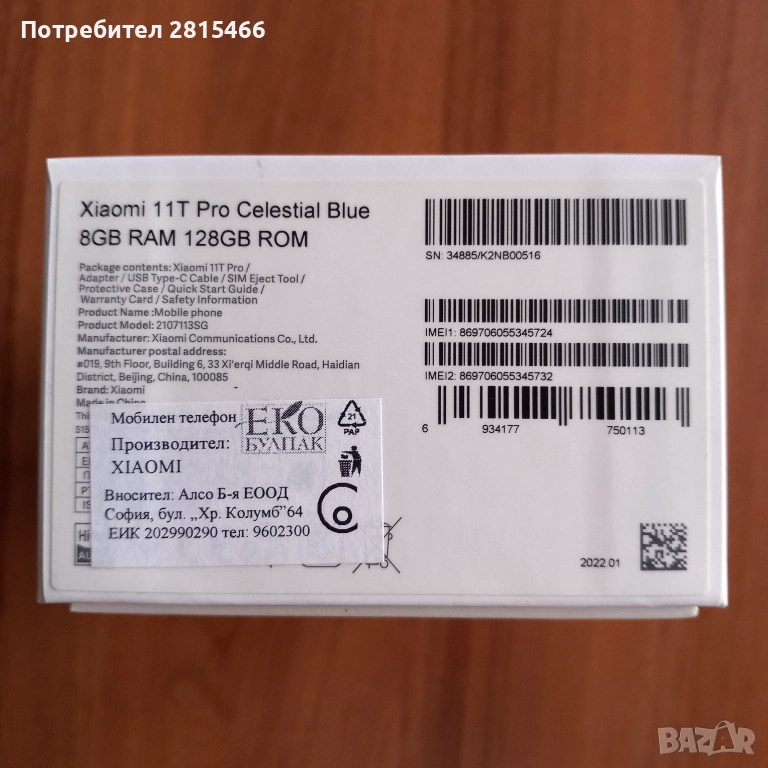 Потребител 2815466
Xiaomi 11T Pro Celestial Blue
8GB RAM 128GB ROM
Package contents: Xiaomi 11T Pro /
Adapter / USB Type-C Cable / SIM Eject Tool /
Protective Case / Quick Start Guide /
Warranty Card / Safety Information
Product Name: Mobile phone
Product Model: 2107113SG
Manufacturer: Xiaomi Communications Co., Ltd.
Manufacturer postal address:
#019, 9th Floor, Building 6, 33 Xi'erqi Middle Road, Haidian
District, Beijing, China, 100085
Brand: Xiaomi
Made in China
SN: 34885/K2NB00516
IMEI1: 869706055345724
IMEI2: 869706055345732
6 934177 750113
Мобилен телефон
Производител:
XIAOMI
ЕКО
БУЛПАК
21
PAP
Вносител: Алсо Б-я ЕООД
София, бул. „Хр. Колумб”64
ЕИК 202990290 тел: 9602300
2022 01
BAZAR